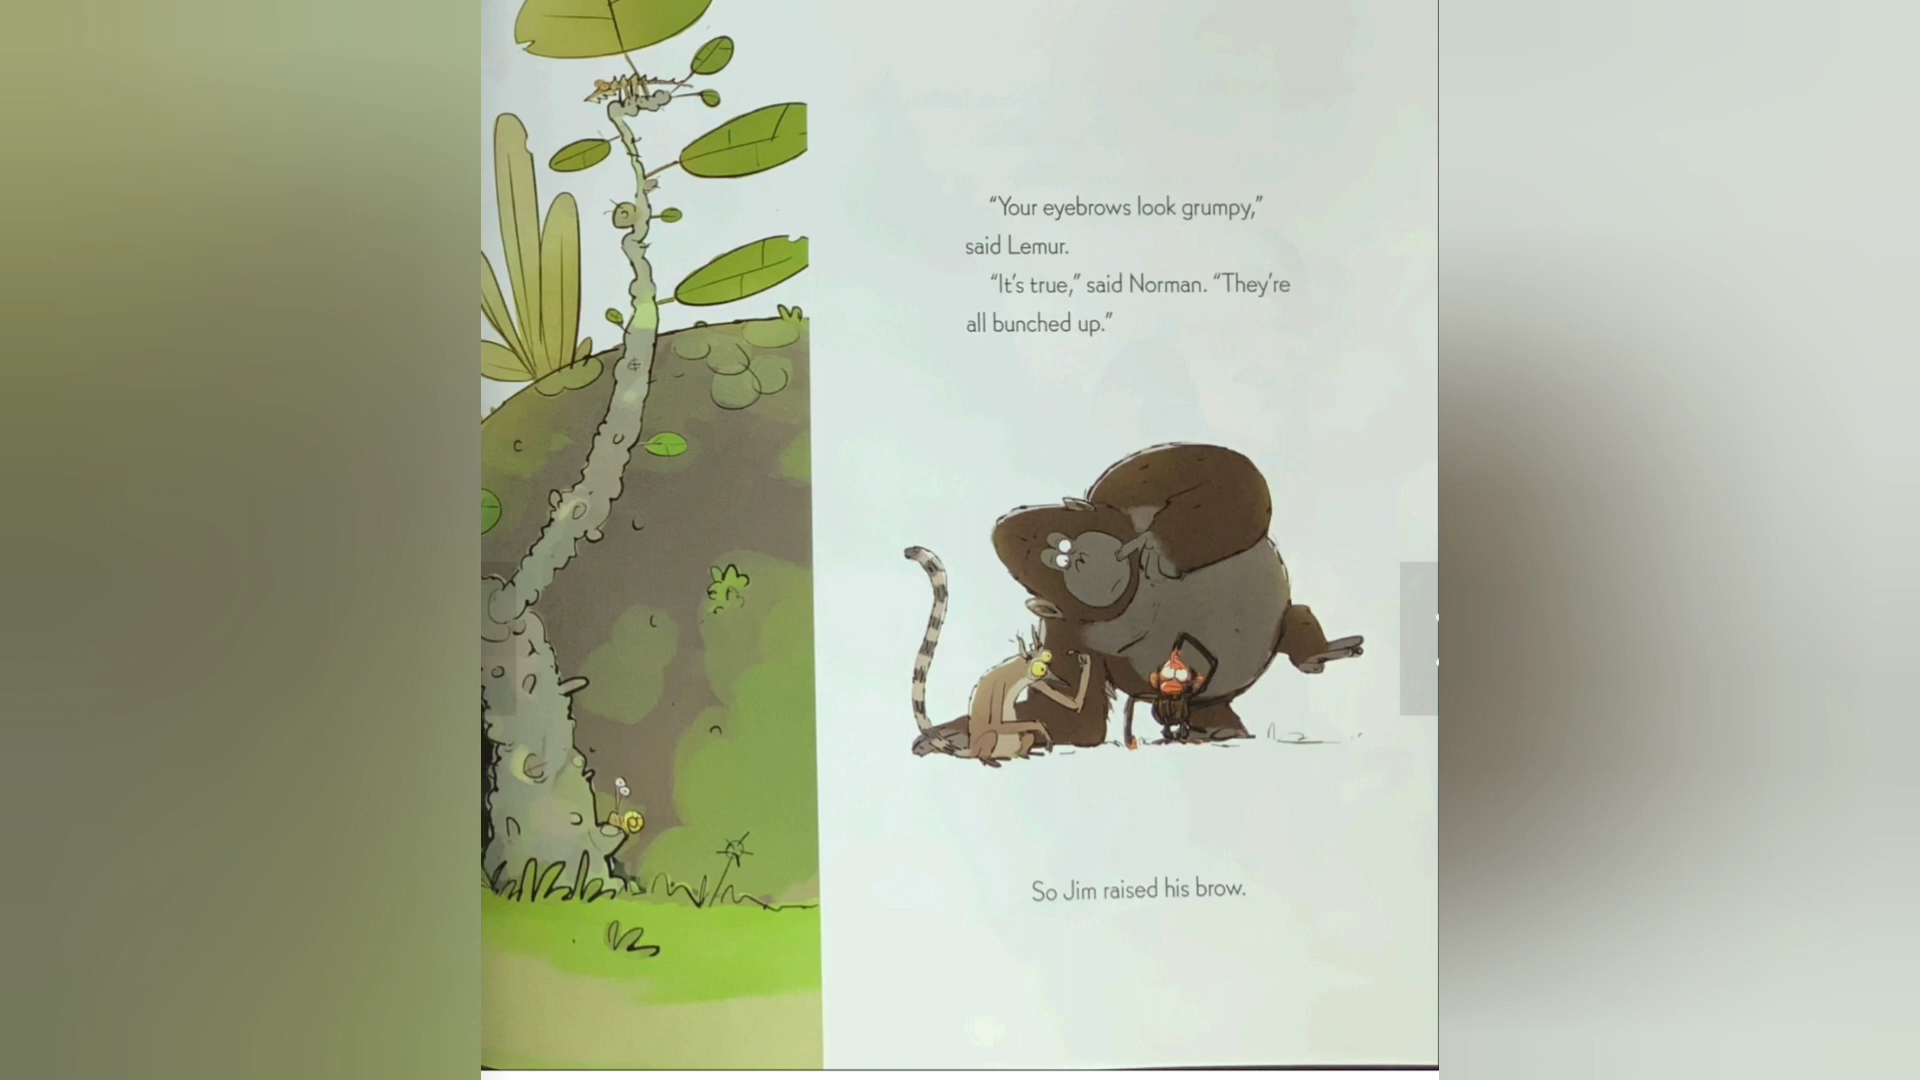 “Your eyebrows look grumpy,”
said Lemur.
“It’s true,” said Norman. “They’re
all bunched up.”
So Jim raised his brow.